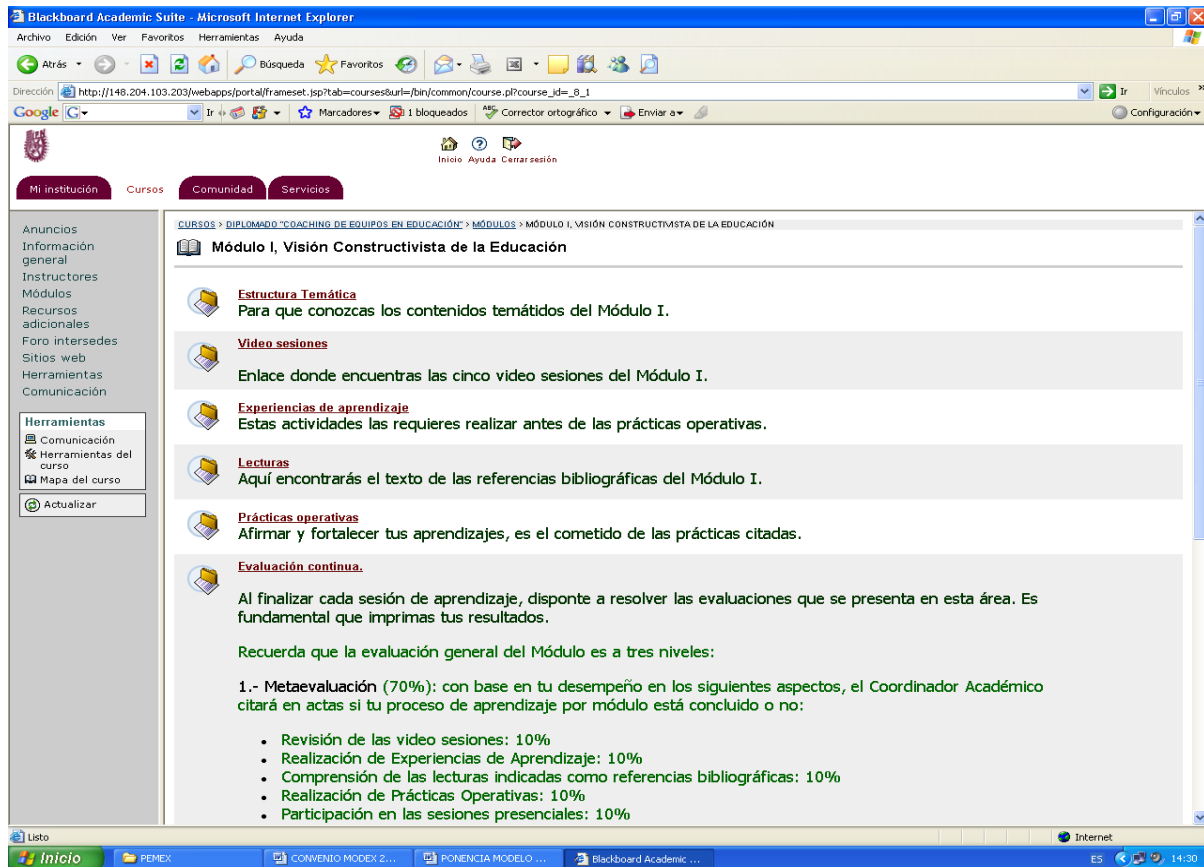 Blackboard Academic Suite - Microsoft Internet Explorer
Archivo Edición Ver Favoritos Herramientas Ayuda
Atrás Búsqueda Favoritos
Dirección http://148.204.103.203/webapps/portal/frameset.jsp?tab=courses&url=/bin/common/course.pl?course_id=_8_1 Ir Vínculos »
Google G Ir Marcadores 1 bloqueados ABC Corrector ortográfico Enviar a Configuración
Inicio Ayuda Cerrar sesión
Mi institución Cursos Comunidad Servicios
Anuncios
Información
general
Instructores
Módulos
Recursos
adicionales
Foro intersedes
Sitios web
Herramientas
Comunicación
Herramientas
Comunicación
Herramientas del
curso
Mapa del curso
Actualizar
CURSOS > DIPLOMADO "COACHING DE EQUIPOS EN EDUCACIÓN" > MÓDULOS > MÓDULO I, VISIÓN CONSTRUCTIVISTA DE LA EDUCACIÓN
Módulo I, Visión Constructivista de la Educación
Estructura Temática
Para que conozcas los contenidos temátidos del Módulo I.
Video sesiones
Enlace donde encuentras las cinco video sesiones del Módulo I.
Experiencias de aprendizaje
Estas actividades las requieres realizar antes de las prácticas operativas.
Lecturas
Aquí encontrarás el texto de las referencias bibliográficas del Módulo I.
Prácticas operativas
Afirmar y fortalecer tus aprendizajes, es el cometido de las prácticas citadas.
Evaluación continua.
Al finalizar cada sesión de aprendizaje, disponte a resolver las evaluaciones que se presenta en esta área. Es
fundamental que imprimas tus resultados.
Recuerda que la evaluación general del Módulo es a tres niveles:
1.- Metaevaluación (70%): con base en tu desempeño en los siguientes aspectos, el Coordinador Académico
citará en actas si tu proceso de aprendizaje por módulo está concluido o no:
• Revisión de las video sesiones: 10%
• Realización de Experiencias de Aprendizaje: 10%
• Comprensión de las lecturas indicadas como referencias bibliográficas: 10%
• Realización de Prácticas Operativas: 10%
• Participación en las sesiones presenciales: 10%
Listo Internet
Inicio PEMEX CONVENIO MODEX 2... PONENCIA MODELO ... Blackboard Academic ... ES 14:30